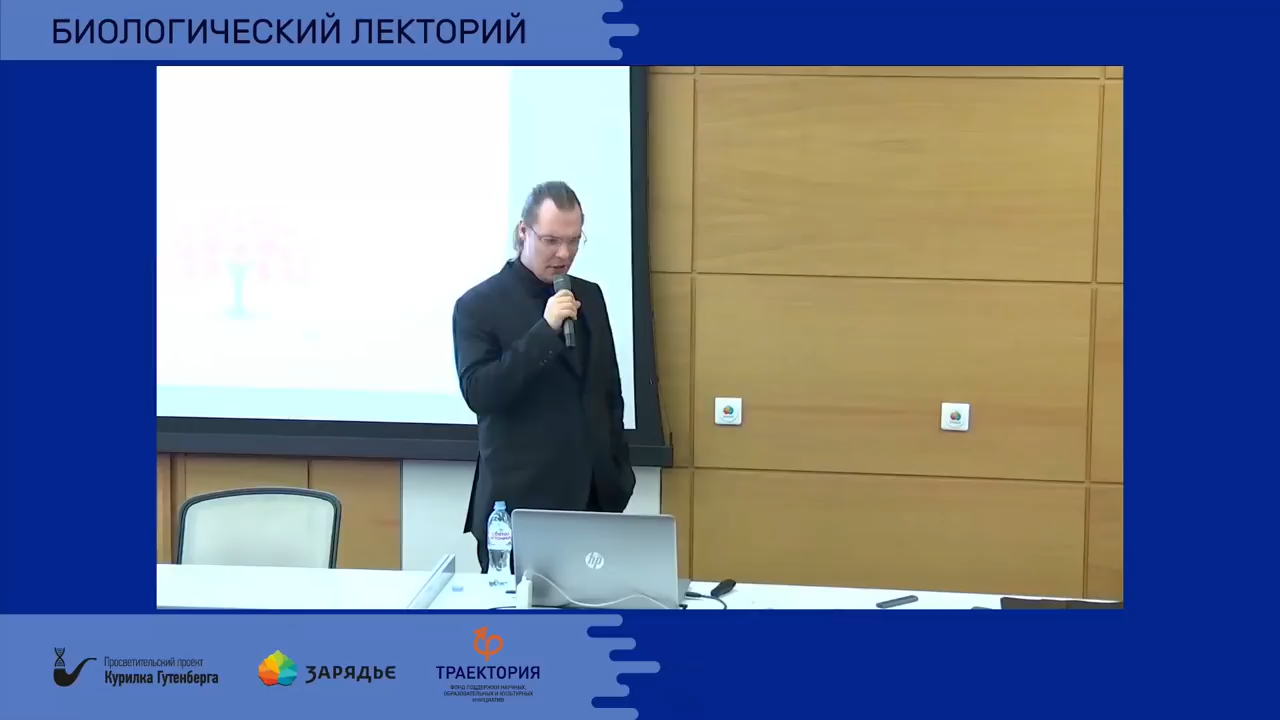 БИОЛОГИЧЕСКИЙ ЛЕКТОРИЙ
hp
Просветительский проект
Курилка Гутенберга
ЗАРЯДЬЕ
ТРАЕКТОРИЯ
ФОНД ПОДДЕРЖКИ НАУЧНЫХ,
ОБРАЗОВАТЕЛЬНЫХ И КУЛЬТУРНЫХ
ИНИЦИАТИВ